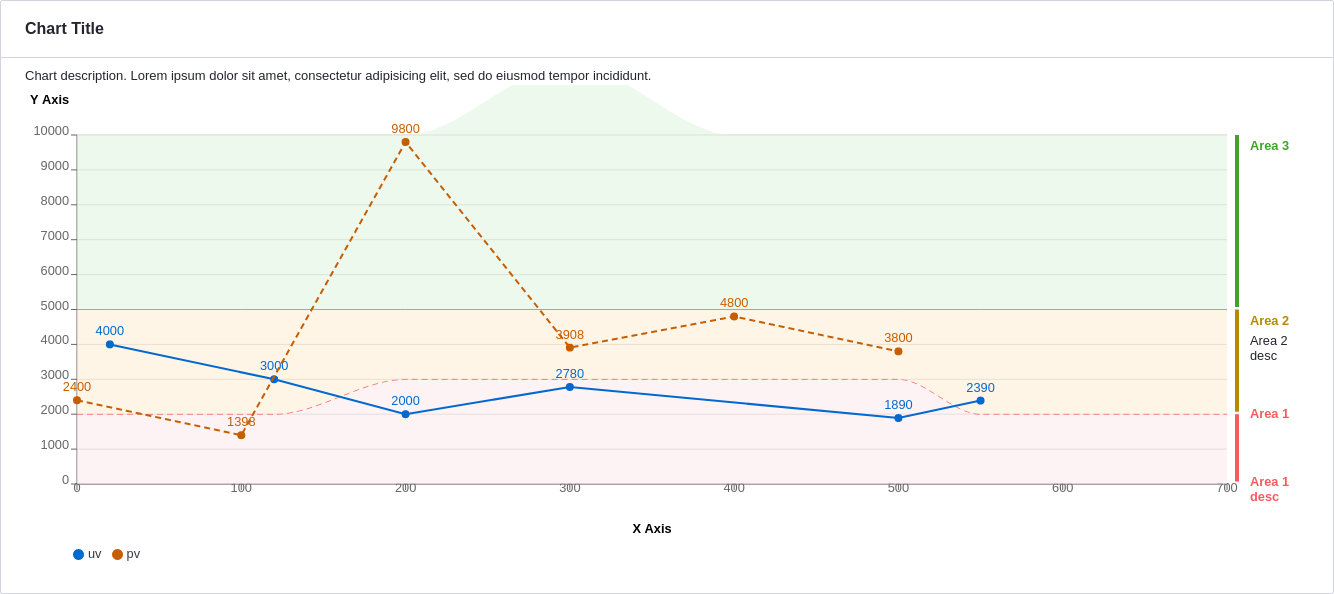 Chart Title
Chart description. Lorem ipsum dolor sit amet, consectetur adipisicing elit, sed do eiusmod tempor incididunt.
Y Axis
10000
9000
8000
7000
6000
5000
4000
3000
2000
1000
0
9800
4800
4000
3908
3800
3000
2780
2400
2390
2000
1890
1398
Area 3
Area 2
Area 2
desc
Area 1
Area 1
desc
0 100 200 300 400 500 600 700
X Axis
uv pv